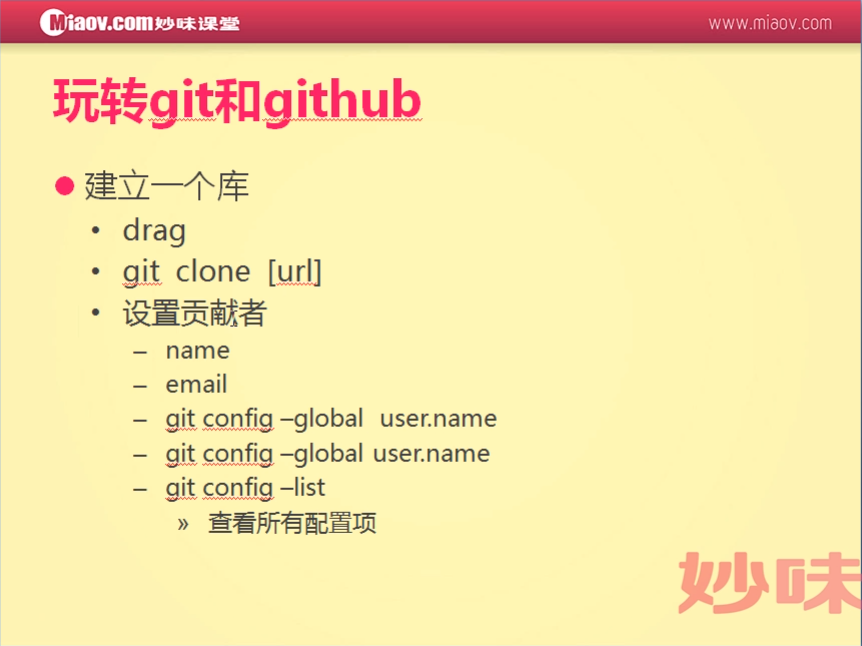 Miaov.com妙味课堂
www.miaov.com
玩转git和github
建立一个库
drag
git clone [url]
设置贡献者
name
email
git config –global user.name
git config –global user.name
git config –list
查看所有配置项
妙味